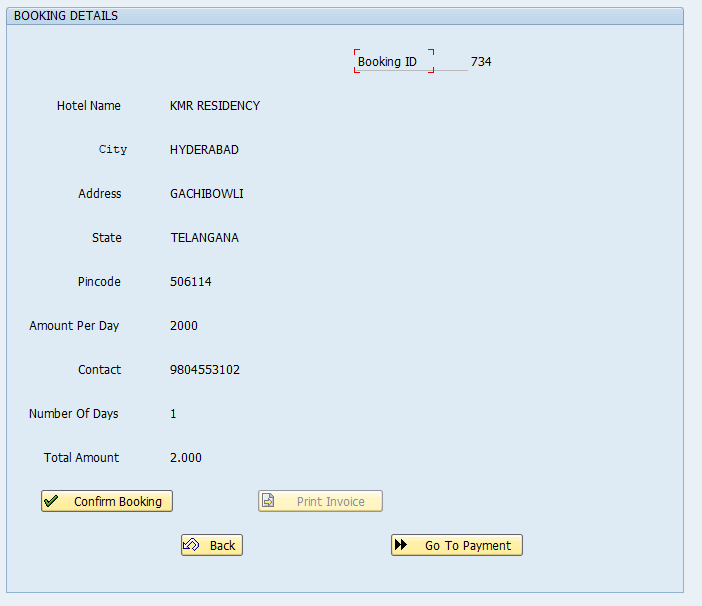 BOOKING DETAILS
Booking ID 734
Hotel Name KMR RESIDENCY
City HYDERABAD
Address GACHIBOWLI
State TELANGANA
Pincode 506114
Amount Per Day 2000
Contact 9804553102
Number Of Days 1
Total Amount 2.000
Confirm Booking Print Invoice
Back Go To Payment